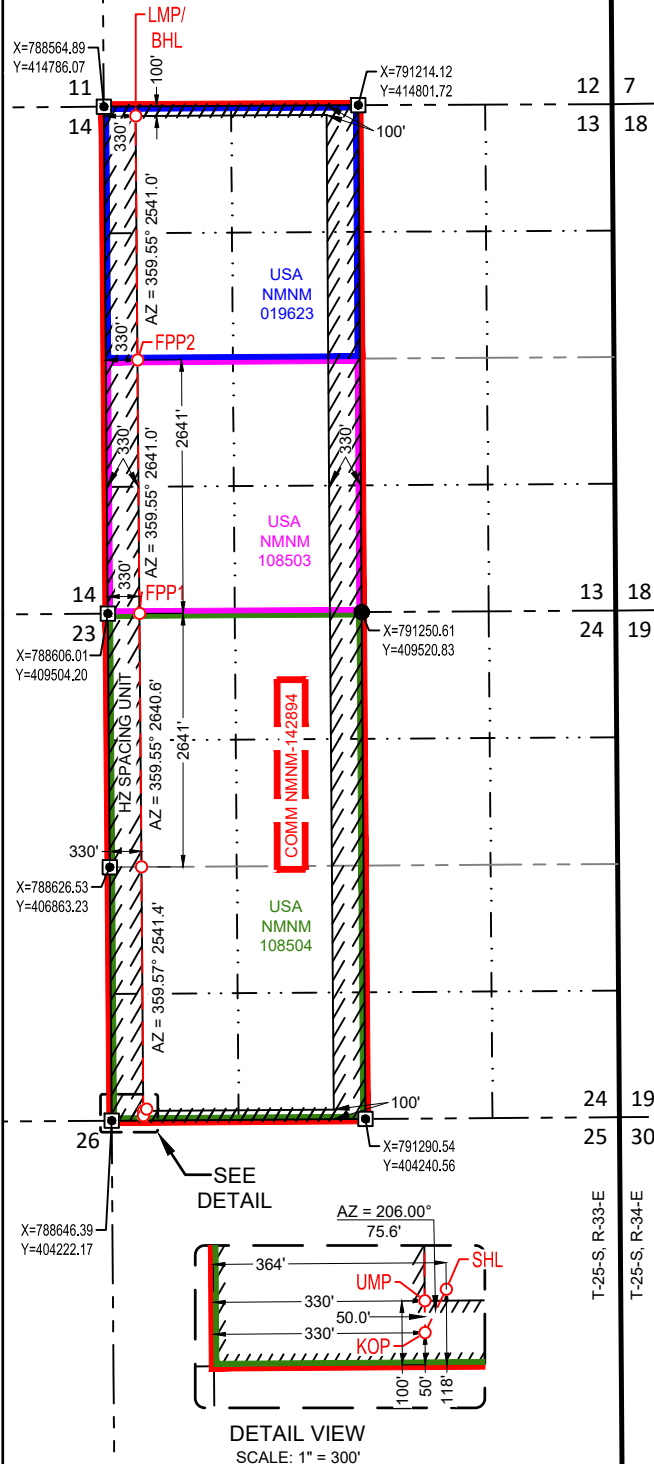 LMP/
BHL
X=788564.89
Y=414786.07
100'
X=791214.12
Y=414801.72
11
12
7
14
13
18
330'
100'
AZ = 359.55° 2541.0'
USA
NMNM
019623
330'
FPP2
330'
2641'
330'
AZ = 359.55° 2641.0'
USA
NMNM
108503
330'
FPP1
14
13
18
23
24
19
X=788606.01
Y=409504.20
X=791250.61
Y=409520.83
HZ SPACING UNIT
AZ = 359.55° 2640.6'
2641'
COMM NMNM-142894
330'
X=788626.53
Y=406863.23
USA
NMNM
108504
AZ = 359.57° 2541.4'
100'
24
19
26
25
30
SEE
DETAIL
X=791290.54
Y=404240.56
X=788646.39
Y=404222.17
T-25-S, R-33-E
T-25-S, R-34-E
AZ = 206.00°
75.6'
364'
SHL
UMP
330'
50.0'
330'
KOP
100'
50'
118'
DETAIL VIEW
SCALE: 1" = 300'